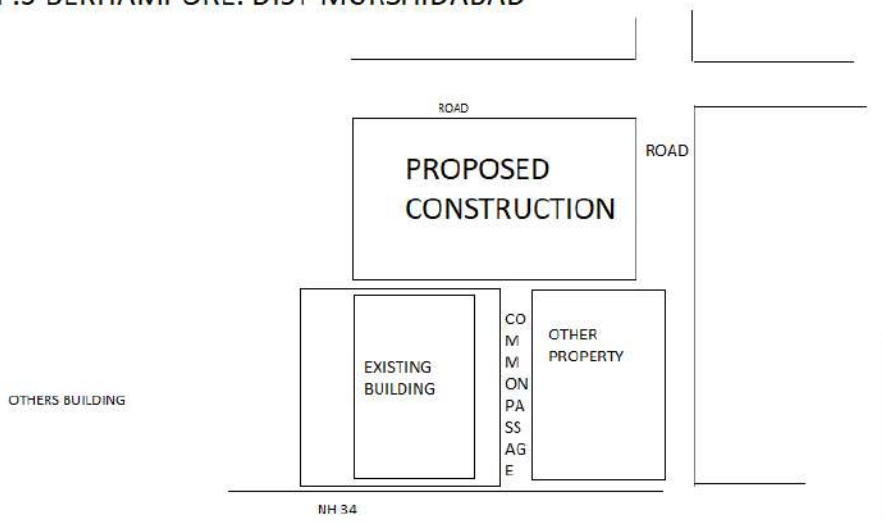 P.S BERHAMPORE. DIST MURSHIDABAD
ROAD
ROAD
PROPOSED
CONSTRUCTION
CO
M
M
ON
PA
SS
AG
E
OTHER
PROPERTY
EXISTING
BUILDING
OTHERS BUILDING
NH 34